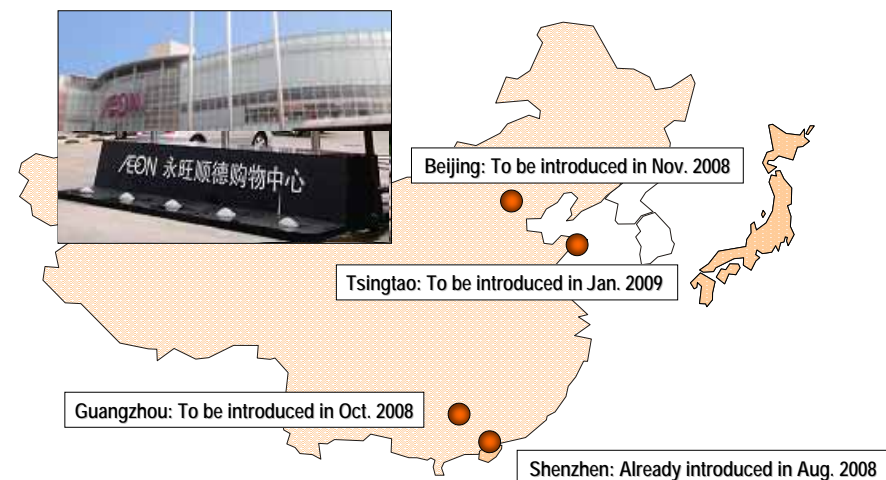 ÆON
ÆON 永旺顺德购物中心
Beijing: To be introduced in Nov. 2008
Tsingtao: To be introduced in Jan. 2009
Guangzhou: To be introduced in Oct. 2008
Shenzhen: Already introduced in Aug. 2008